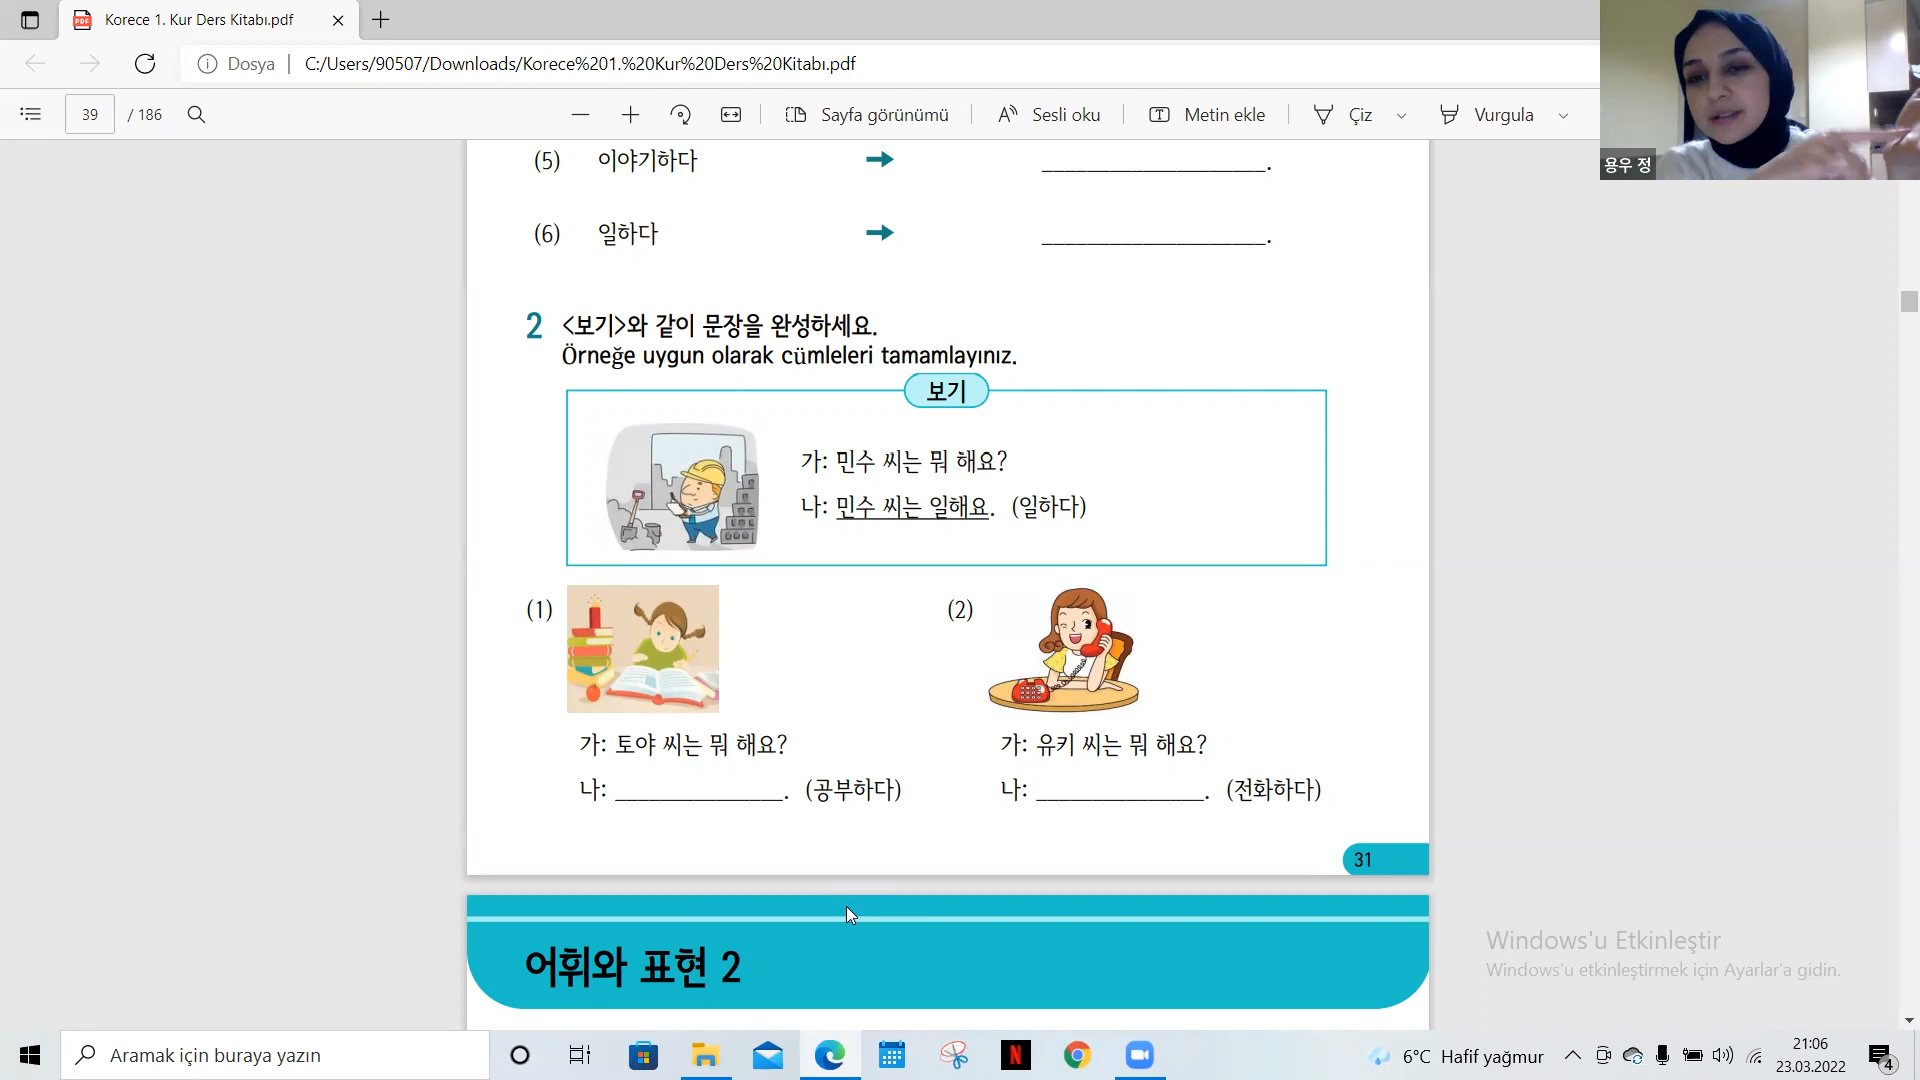 Korece 1. Kur Ders Kitabı.pdf
Dosya C:/Users/90507/Downloads/Korece%201.%20Kur%20Ders%20Kitabı.pdf
39 / 186 Sayfa görünümü Sesli oku Metin ekle Çiz Vurgula
용우 정
(5) 이야기하다 ➔ ____________________.
(6) 일하다 ➔ ____________________.
2 <보기>와 같이 문장을 완성하세요.
Örneğe uygun olarak cümleleri tamamlayınız.
보기
가: 민수 씨는 뭐 해요?
나: 민수 씨는 일해요. (일하다)
(1)
가: 토야 씨는 뭐 해요?
나: _______________. (공부하다)
(2)
가: 유키 씨는 뭐 해요?
나: _______________. (전화하다)
31
어휘와 표현 2
Windows'u Etkinleştir
Windows'u etkinleştirmek için Ayarlar'a gidin.
Aramak için buraya yazın
6°C Hafif yağmur
21:06
23.03.2022
4